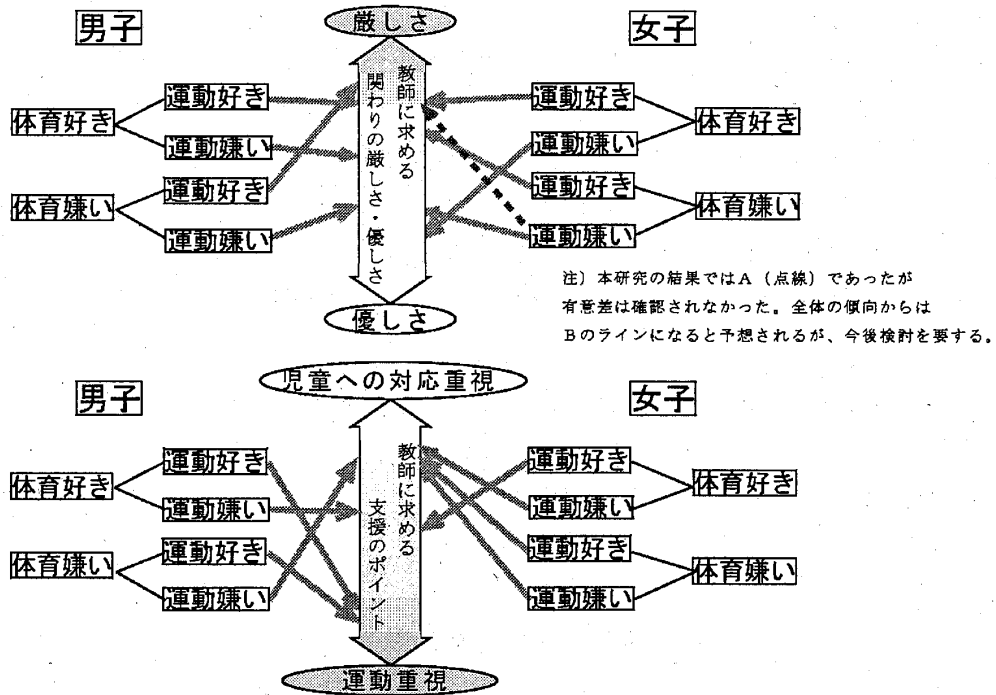 男子
厳しさ
女子
体育好き
運動好き
運動嫌い
体育嫌い
運動好き
運動嫌い
教師に求める
関わりの厳しさ・優しさ
運動好き
運動嫌い
体育好き
運動好き
運動嫌い
体育嫌い
優しさ
注）本研究の結果ではA（点線）であったが
有意差は確認されなかった。全体の傾向からは
Bのラインになると予想されるが、今後検討を要する。
男子
児童への対応重視
女子
体育好き
運動好き
運動嫌い
体育嫌い
運動好き
運動嫌い
教師に求める
支援のポイント
運動好き
運動嫌い
体育好き
運動好き
運動嫌い
体育嫌い
運動重視